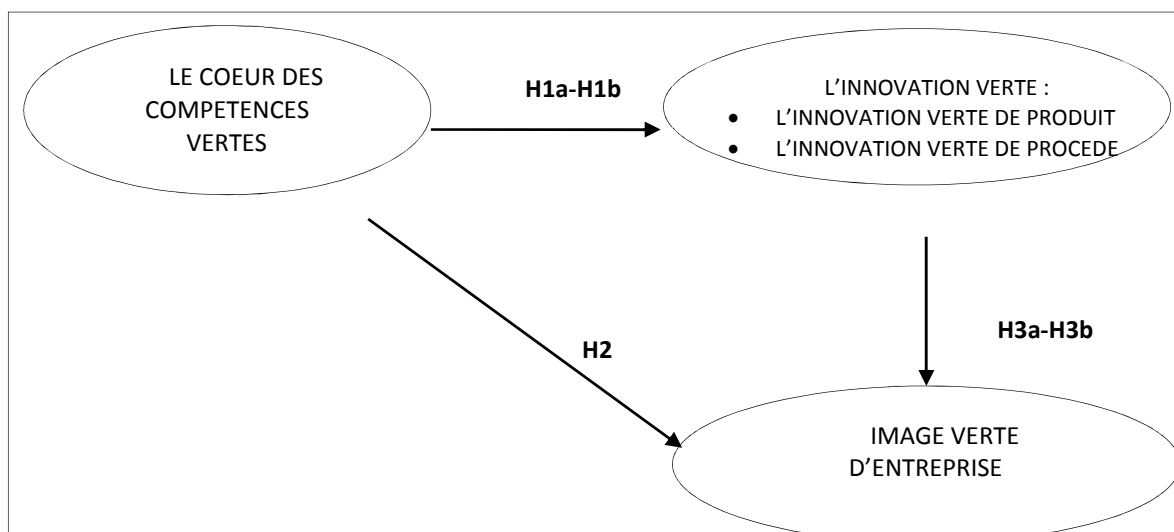 LE COEUR DES
COMPETENCES
VERTES
H1a-H1b
L’INNOVATION VERTE :
• L’INNOVATION VERTE DE PRODUIT
• L’INNOVATION VERTE DE PROCEDE
H2
H3a-H3b
IMAGE VERTE
D’ENTREPRISE